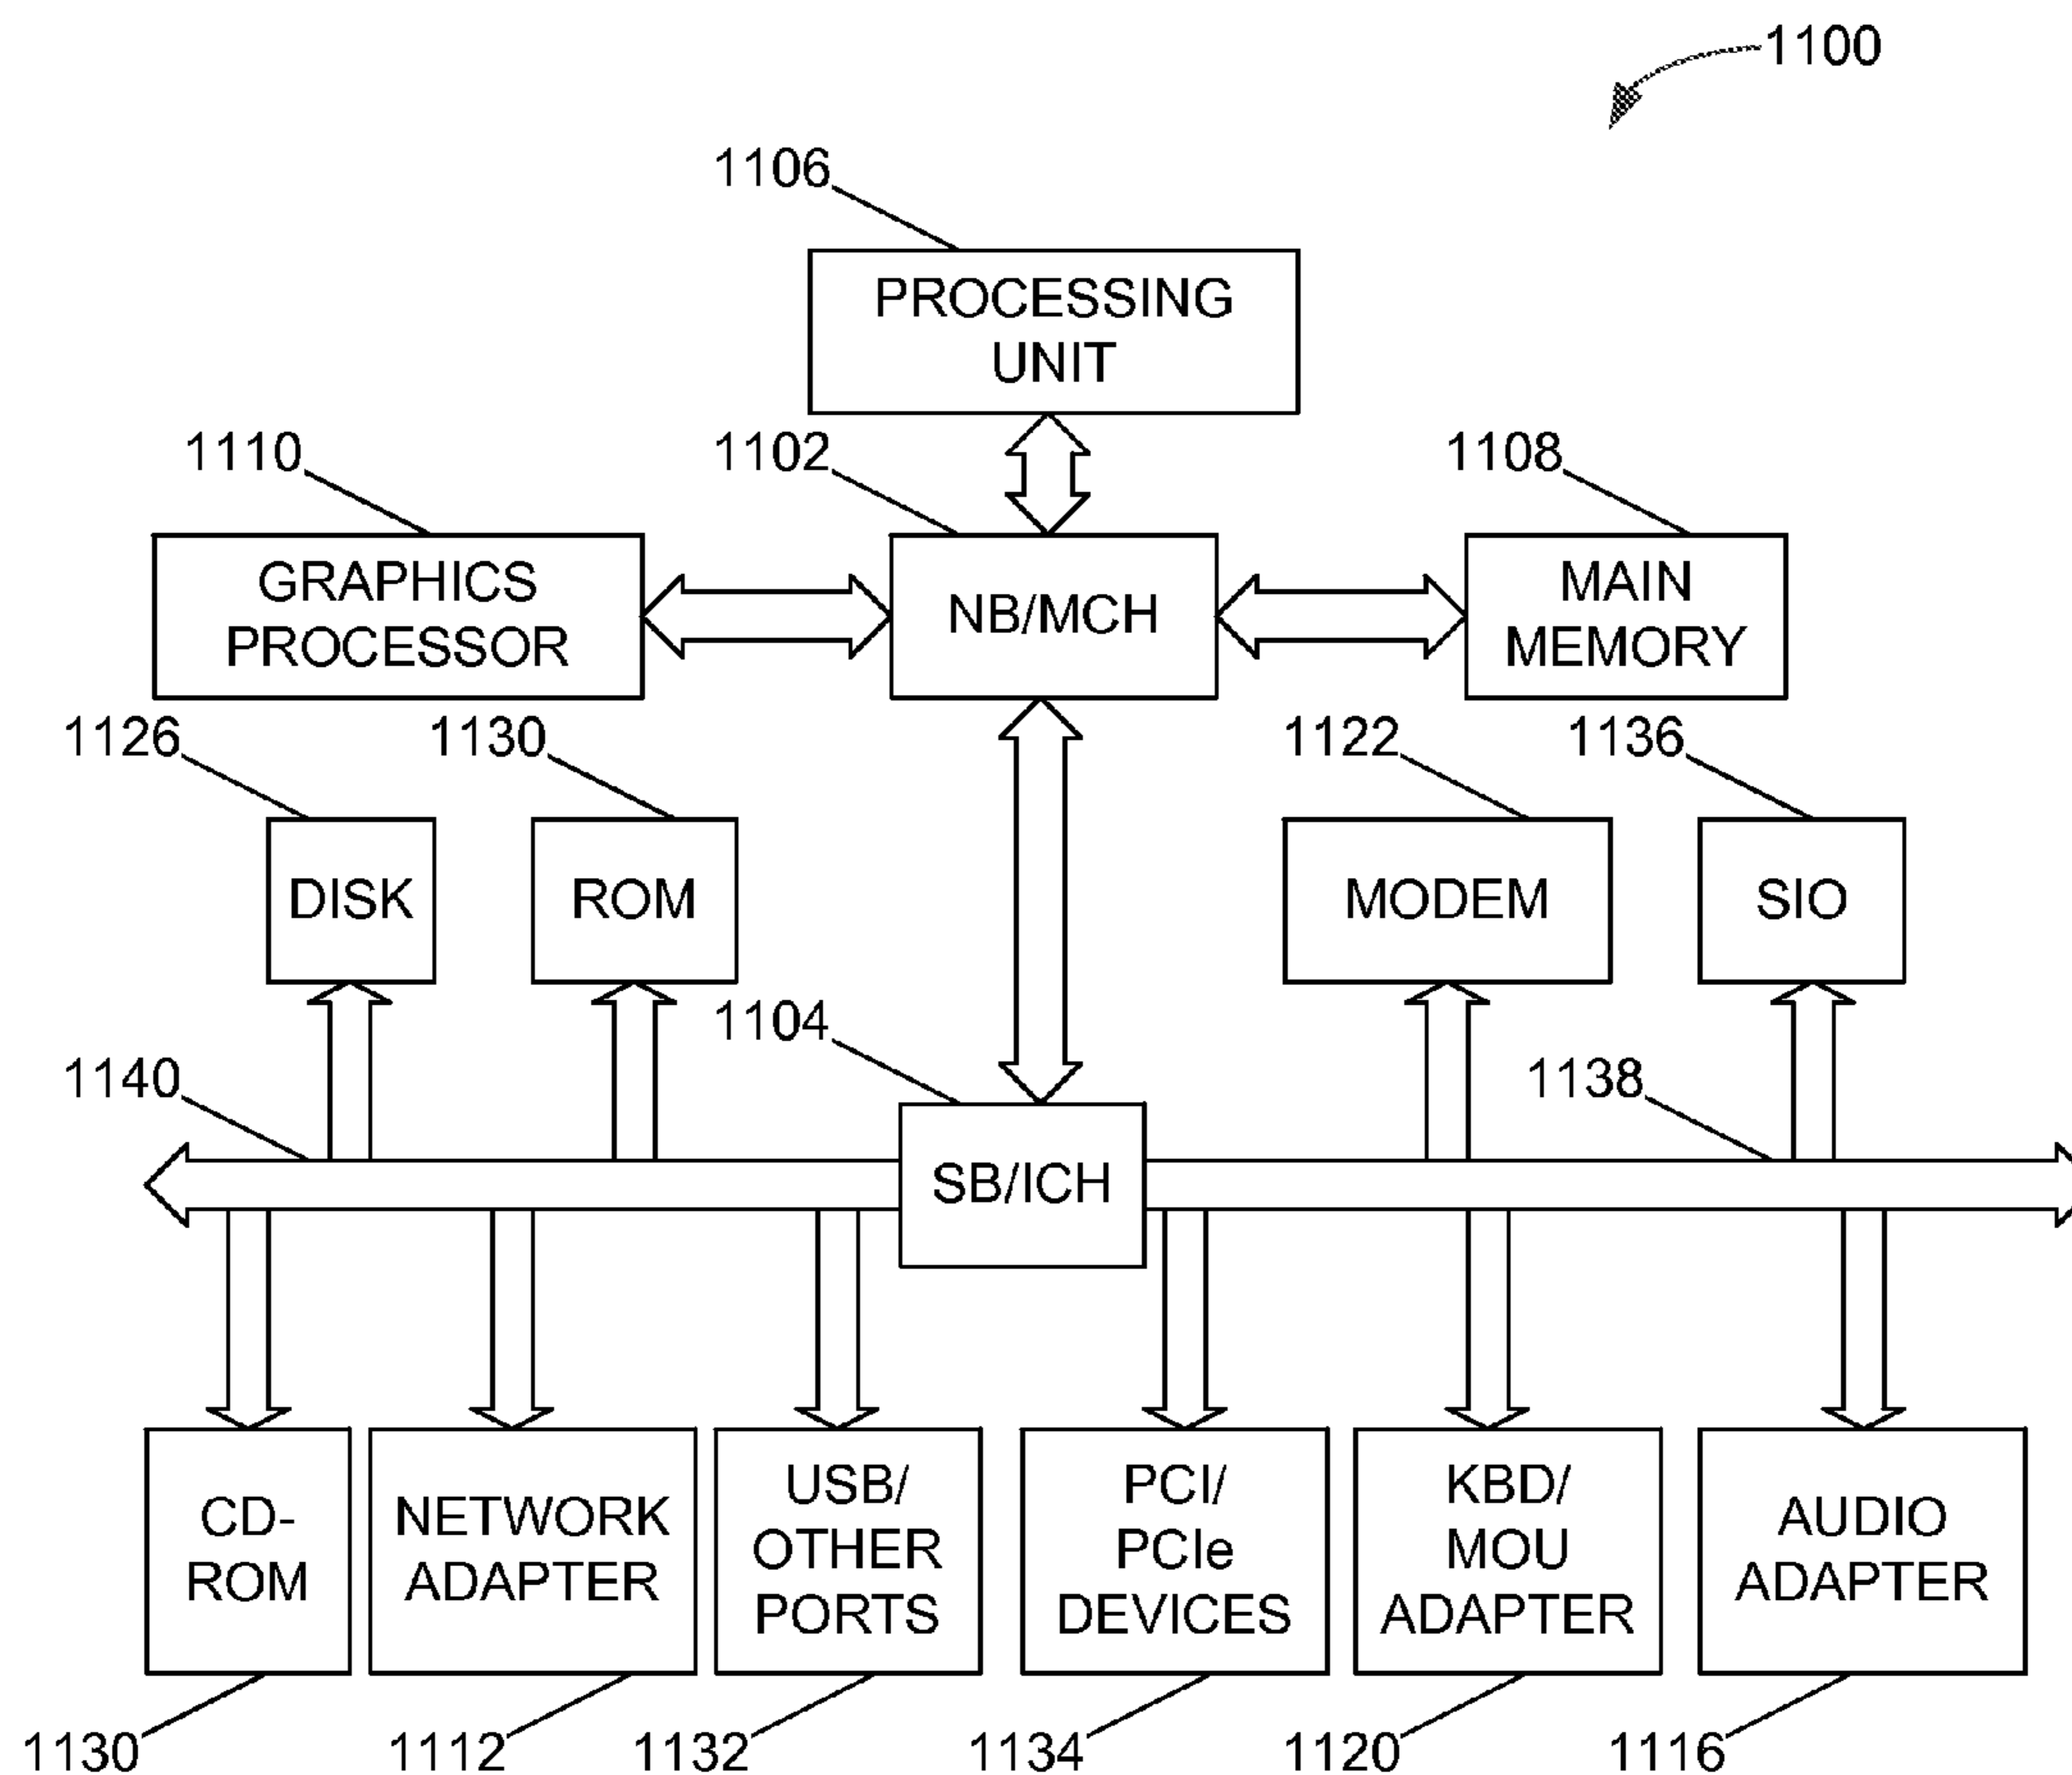 1100
1106
PROCESSING
UNIT
1110
1102
1108
GRAPHICS
PROCESSOR
NB/MCH
MAIN
MEMORY
1126
1130
1122
1136
DISK
ROM
MODEM
SIO
1104
1140
1138
SB/ICH
CD-
ROM
NETWORK
ADAPTER
USB/
OTHER
PORTS
PCI/
PCIe
DEVICES
KBD/
MOU
ADAPTER
AUDIO
ADAPTER
1130
1112
1132
1134
1120
1116